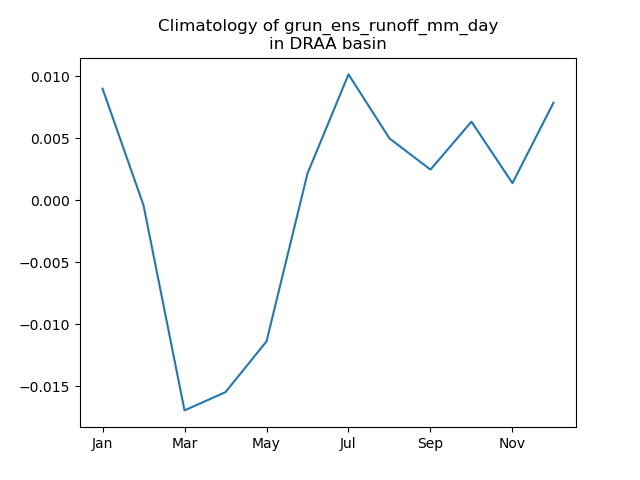 Climatology of grun_ens_runoff_mm_day
in DRAA basin
0.010
0.005
0.000
−0.005
−0.010
−0.015
Jan Mar May Jul Sep Nov